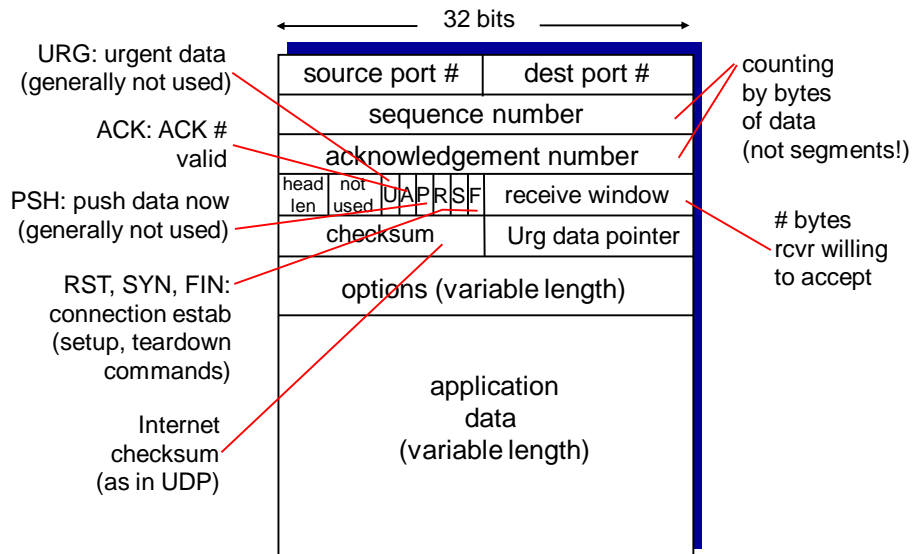 32 bits
URG: urgent data
(generally not used)
ACK: ACK #
valid
PSH: push data now
(generally not used)
RST, SYN, FIN:
connection estab
(setup, teardown
commands)
Internet
checksum
(as in UDP)
source port #
dest port #
sequence number
acknowledgement number
head
len
not
used
U A P R S F
receive window
checksum
Urg data pointer
options (variable length)
application
data
(variable length)
counting
by bytes
of data
(not segments!)
# bytes
rcvr willing
to accept